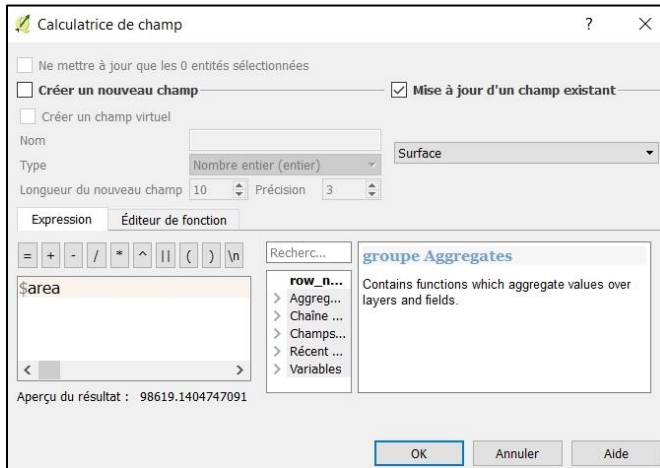 Calculatrice de champ ? ×
Ne mettre à jour que les 0 entités sélectionnées
Créer un nouveau champ
Mise à jour d'un champ existant
Créer un champ virtuel
Nom
Surface
Type Nombre entier (entier)
Longueur du nouveau champ 10 Précision 3
Expression Éditeur de fonction
= + - / * ^ || ( ) \n
Recherc...
groupe Aggregates
$area
row_n...
Aggreg...
Chaîne ...
Champs...
Récent ...
Variables
Contains functions which aggregate values over
layers and fields.
Aperçu du résultat : 98619.1404747091
OK Annuler Aide